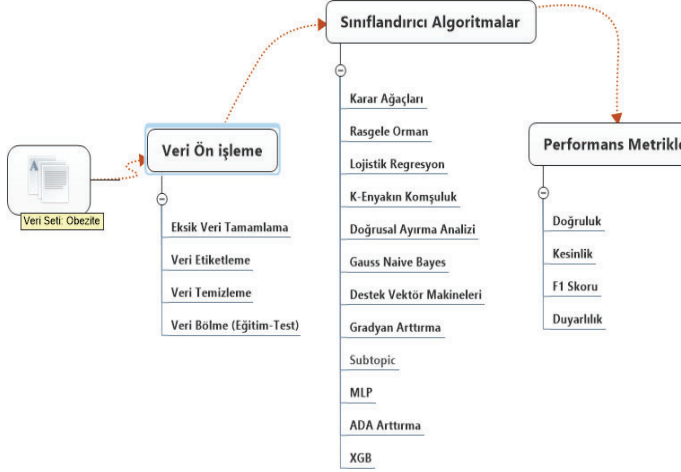 Veri Seti: Obezite
Veri Ön işleme
Eksik Veri Tamamlama
Veri Etiketleme
Veri Temizleme
Veri Bölme (Eğitim-Test)
Sınıflandırıcı Algoritmalar
Karar Ağaçları
Rasgele Orman
Lojistik Regresyon
K-Enyakın Komşuluk
Doğrusal Ayırma Analizi
Gauss Naive Bayes
Destek Vektör Makineleri
Gradyan Arttırma
Subtopic
MLP
ADA Arttırma
XGB
Performans Metrikle
Doğruluk
Kesinlik
F1 Skoru
Duyarlılık